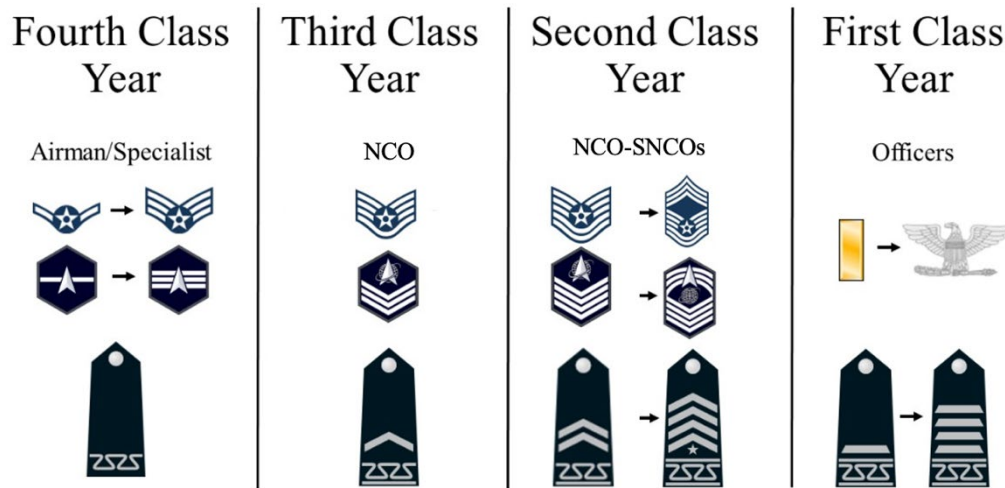 Fourth Class
Year
Airman/Specialist
Third Class
Year
NCO
Second Class
Year
NCO-SNCOs
First Class
Year
Officers